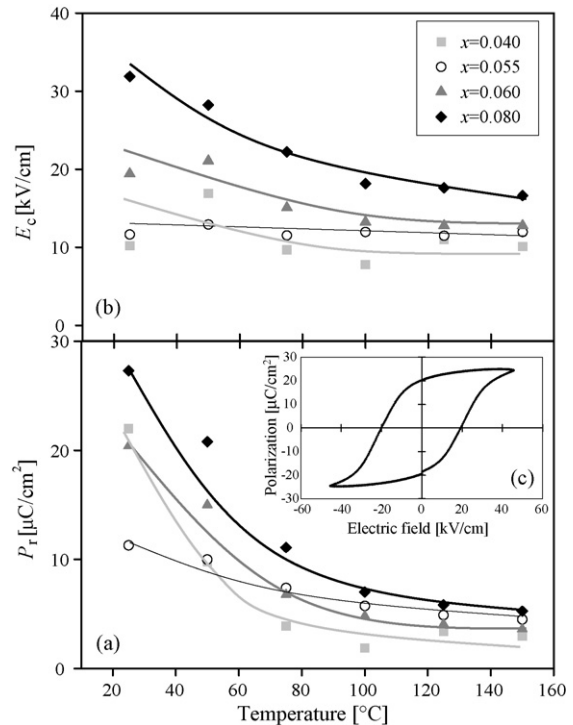 40
30
20
10
0
E_c [kV/cm]
x=0.040
x=0.055
x=0.060
x=0.080
(b)
30
20
10
0
P_r [µC/cm²]
(a)
30
20
10
0
-10
-20
-30
Polarization [µC/cm²]
(c)
-60 -40 -20 0 20 40 60
Electric field [kV/cm]
20 40 60 80 100 120 140 160
Temperature [°C]